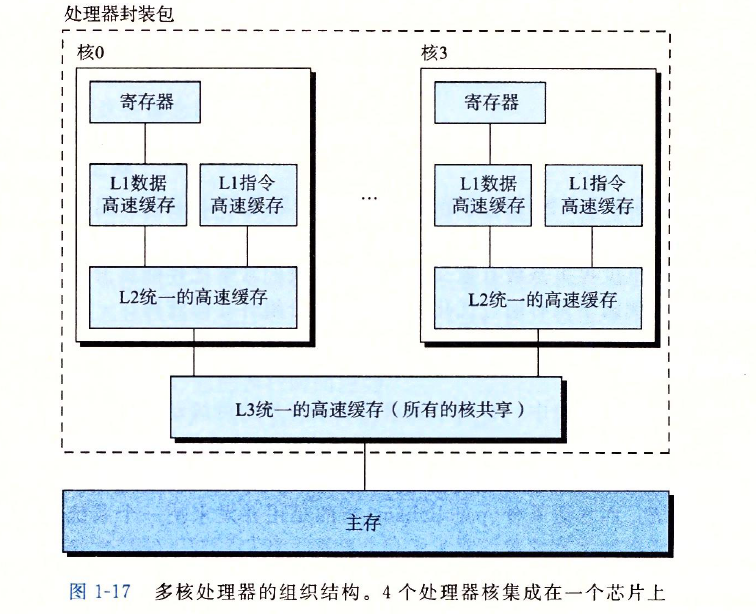 处理器封装包
核0
核3
寄存器
寄存器
L1数据
高速缓存
L1指令
高速缓存
…
L1数据
高速缓存
L1指令
高速缓存
L2统一的高速缓存
L2统一的高速缓存
L3统一的高速缓存（所有的核共享）
主存
图 1-17 多核处理器的组织结构。4 个处理器核集成在一个芯片上